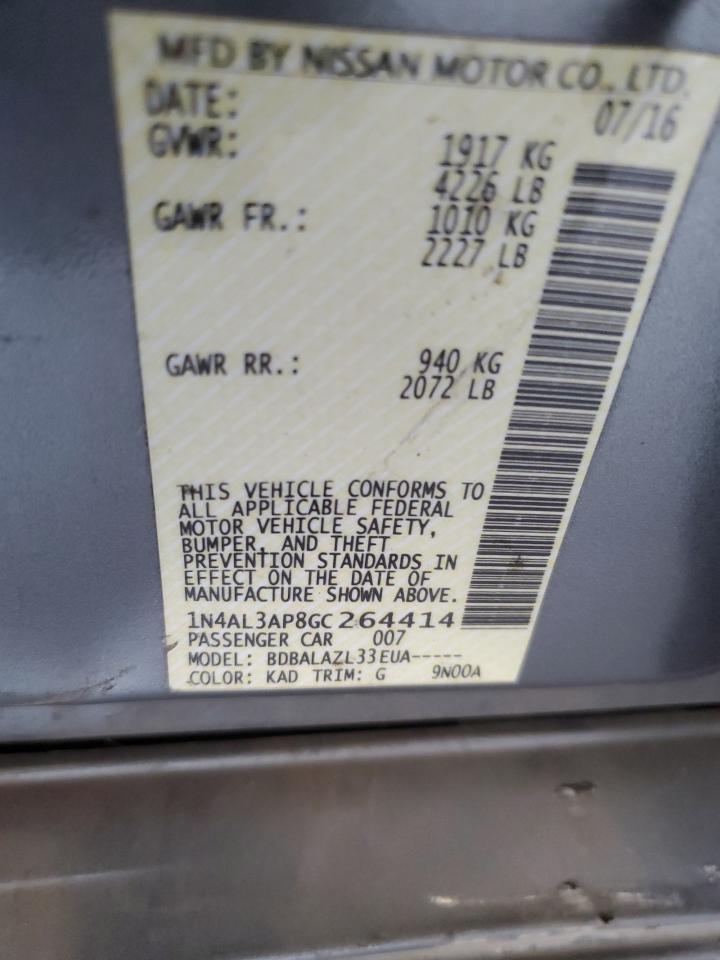 MFD BY NISSAN MOTOR CO., LTD.
DATE: 07/16
GVWR: 1917 KG
4226 LB
GAWR FR.: 1010 KG
2227 LB
GAWR RR.: 940 KG
2072 LB
THIS VEHICLE CONFORMS TO
ALL APPLICABLE FEDERAL
MOTOR VEHICLE SAFETY,
BUMPER, AND THEFT
PREVENTION STANDARDS IN
EFFECT ON THE DATE OF
MANUFACTURE SHOWN ABOVE.
1N4AL3AP8GC264414
PASSENGER CAR 007
MODEL: BDBALAZL33EUA-----
COLOR: KAD TRIM: G 9N00A